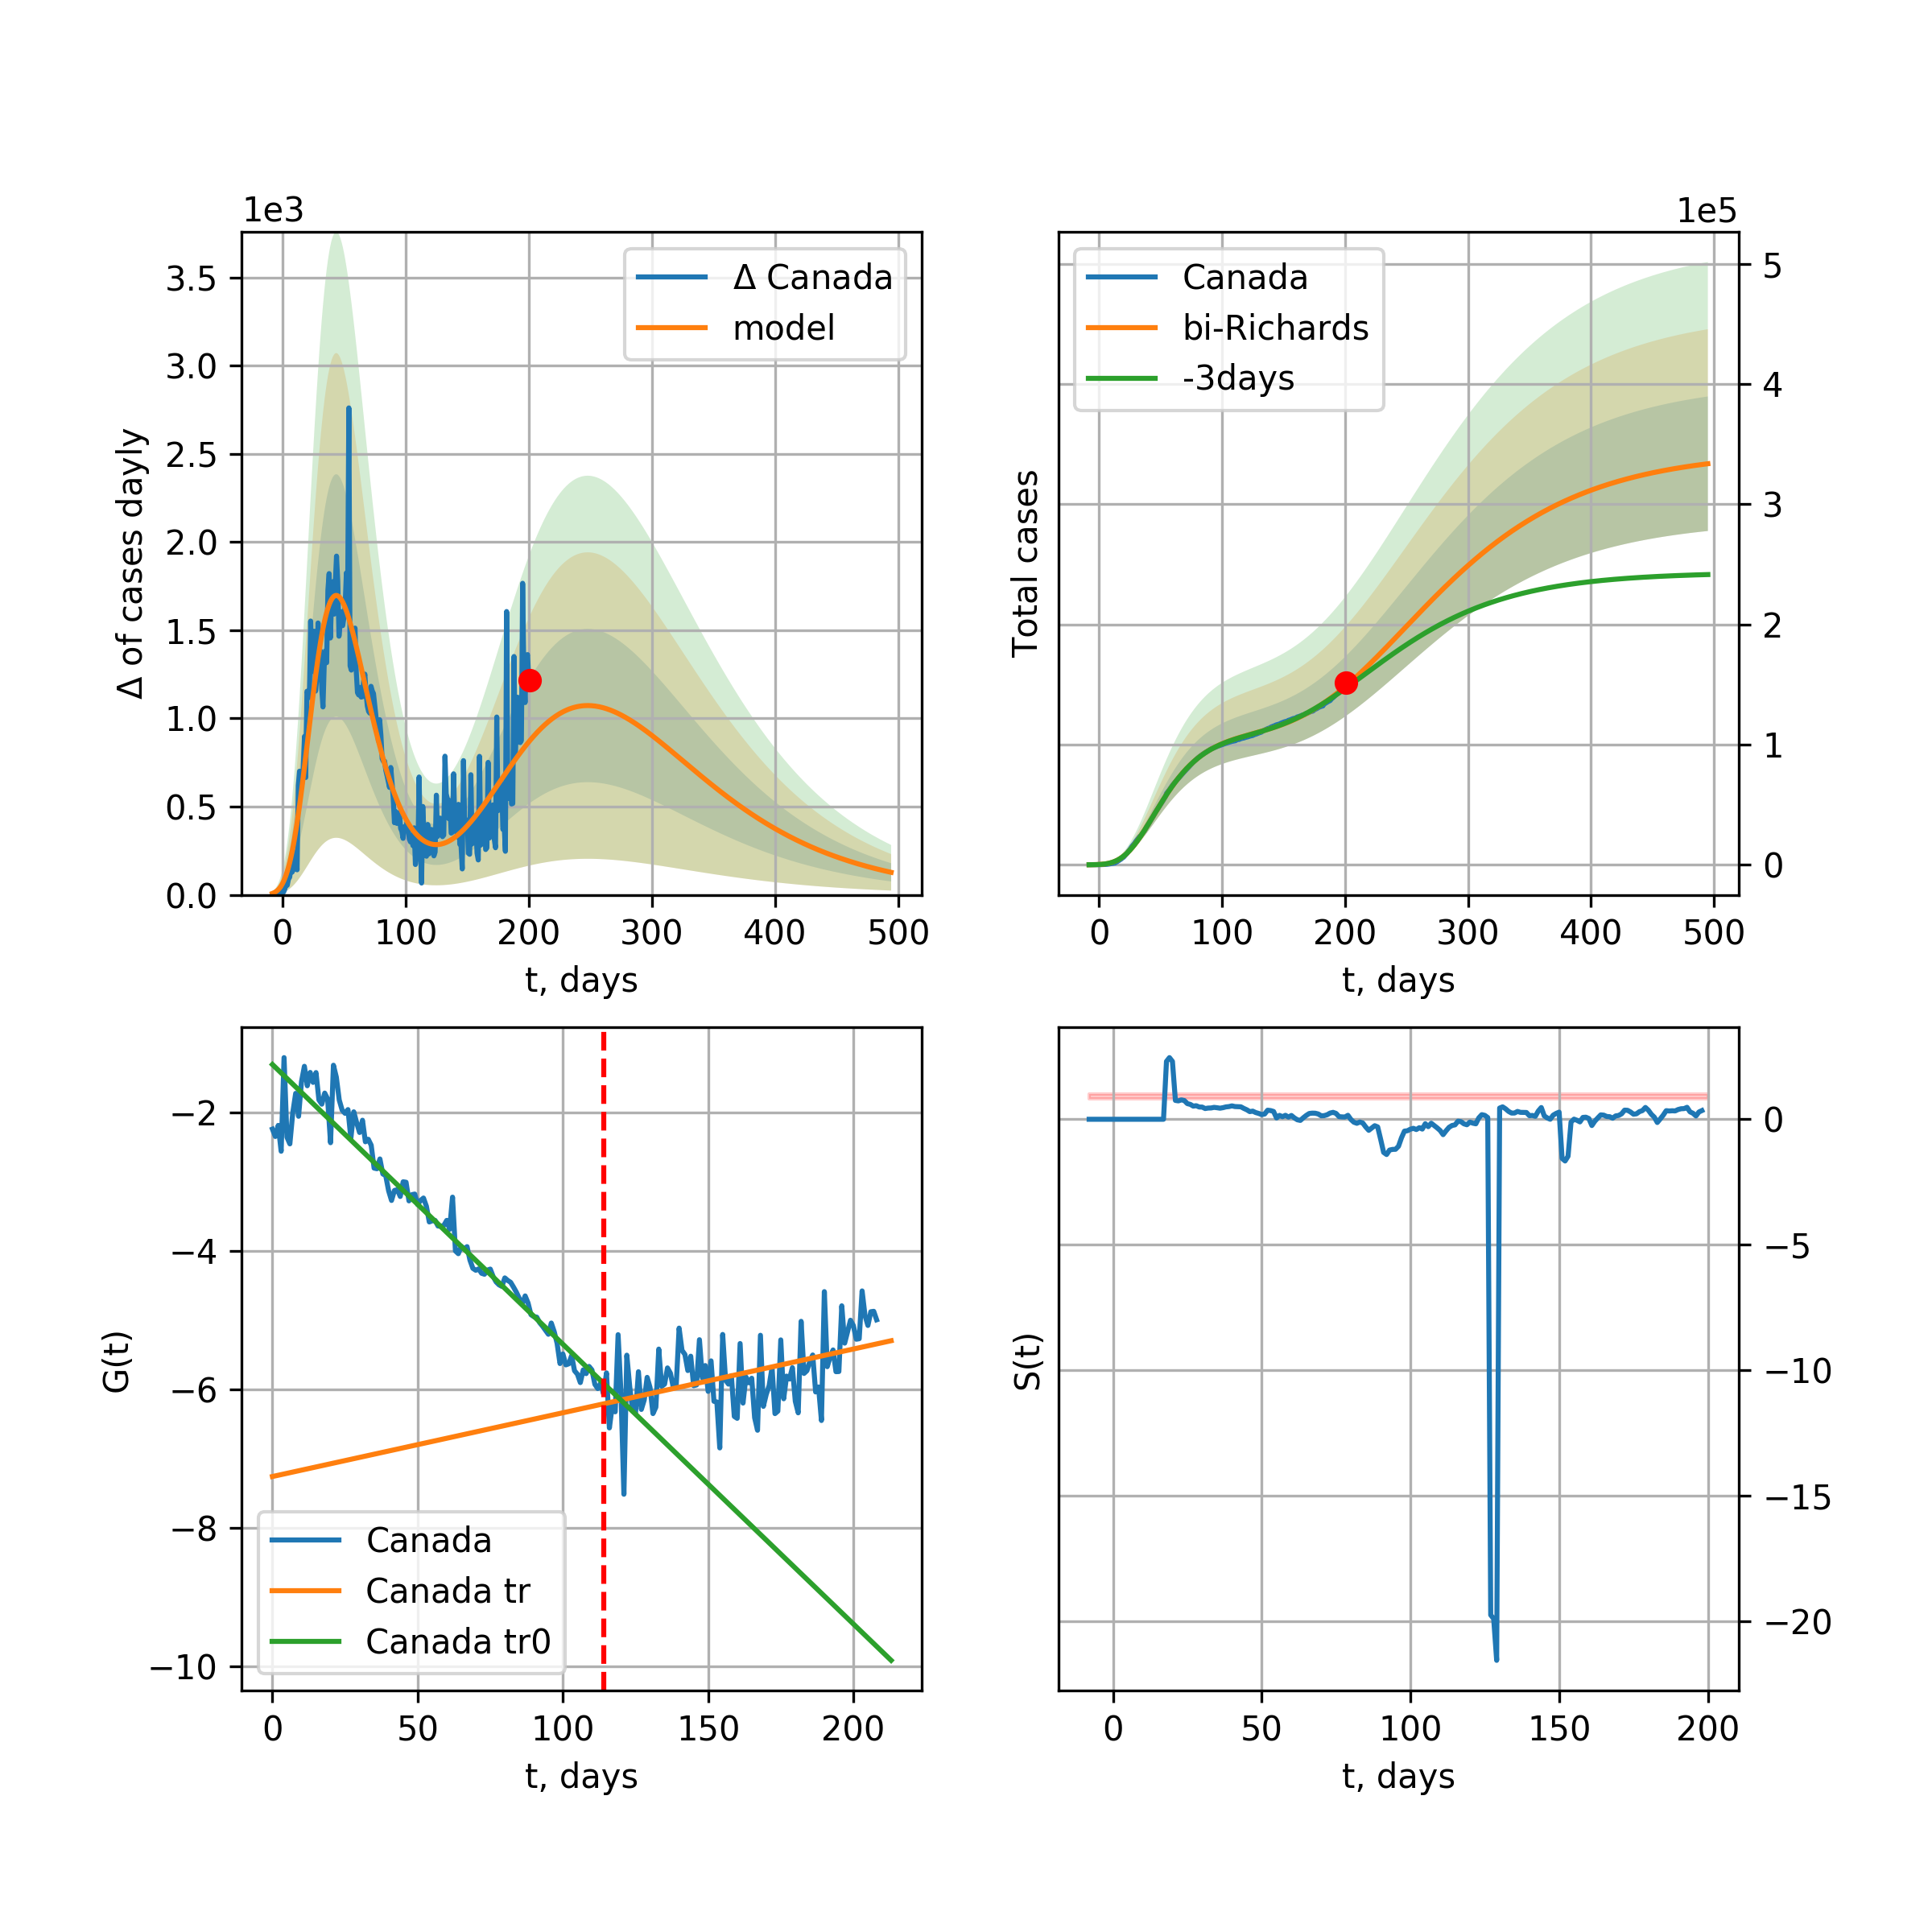 1e3
Δ of cases dayly
3.5
3.0
2.5
2.0
1.5
1.0
0.5
0.0
0 100 200 300 400 500
t, days
Δ Canada
model
1e5
Total cases
5
4
3
2
1
0
0 100 200 300 400 500
t, days
Canada
bi-Richards
-3days
G(t)
−2
−4
−6
−8
−10
0 50 100 150 200
t, days
Canada
Canada tr
Canada tr0
S(t)
0
−5
−10
−15
−20
0 50 100 150 200
t, days